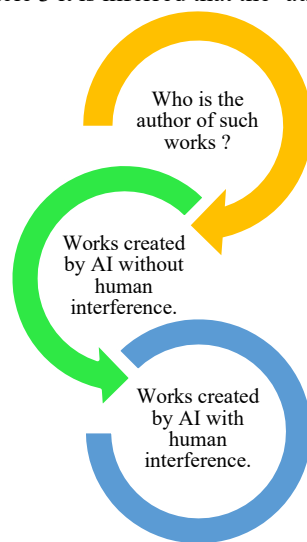 Who is the
author of such
works ?
Works created
by AI without
human
interference.
Works created
by AI with
human
interference.